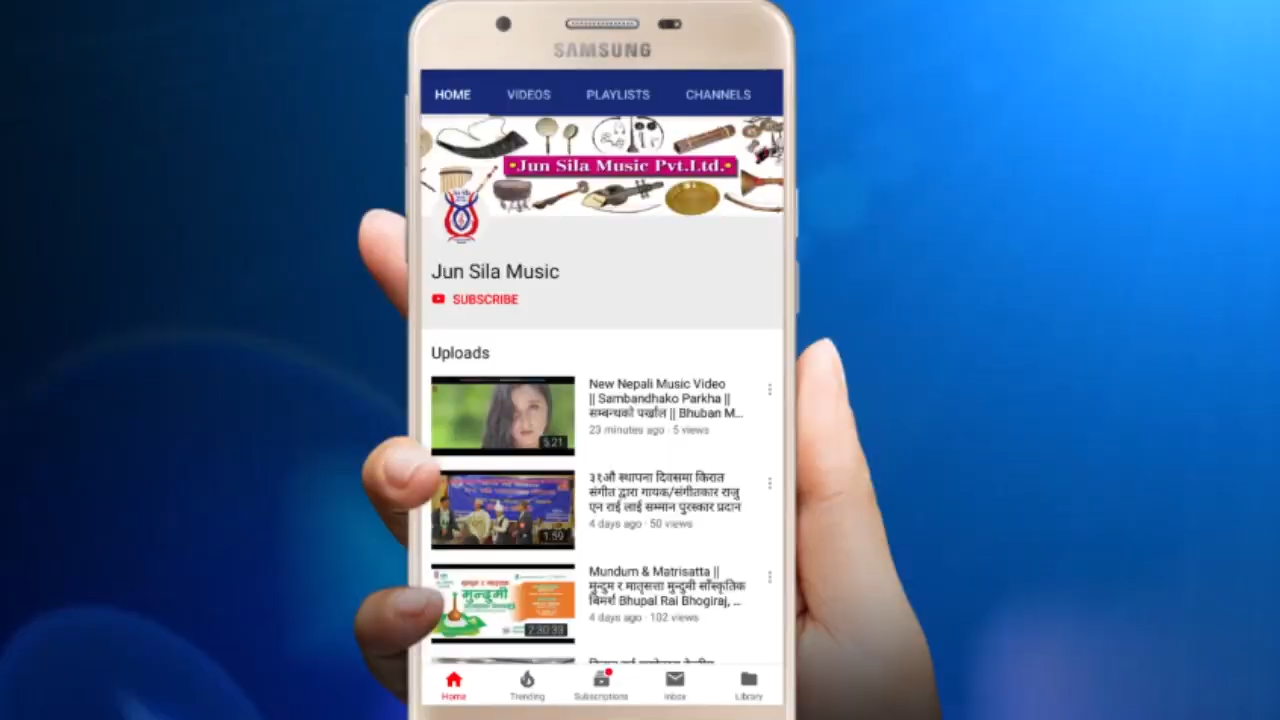 SAMSUNG
HOME VIDEOS PLAYLISTS CHANNELS
Jun Sila Music Pvt.Ltd.
Jun Sila Music
SUBSCRIBE
Uploads
New Nepali Music Video
|| Sambandhako Parkha ||
सम्बन्धको पर्खाल || Bhuban M...
23 minutes ago · 5 views
5:21
३१औ स्थापना दिवसमा किरात
संगीत द्वारा गायक/संगीतकार राजु
एन राई लाई सम्मान पुरस्कार प्रदान
4 days ago · 50 views
1:59
Mundum & Matrisatta ||
मुन्दुम र मातृसत्ता मुन्दुमी साँस्कृतिक
बिमर्श Bhupal Rai Bhogiraj, ...
4 days ago · 102 views
मुन्दुमी
2:30:33
Home Trending Subscriptions Inbox Library